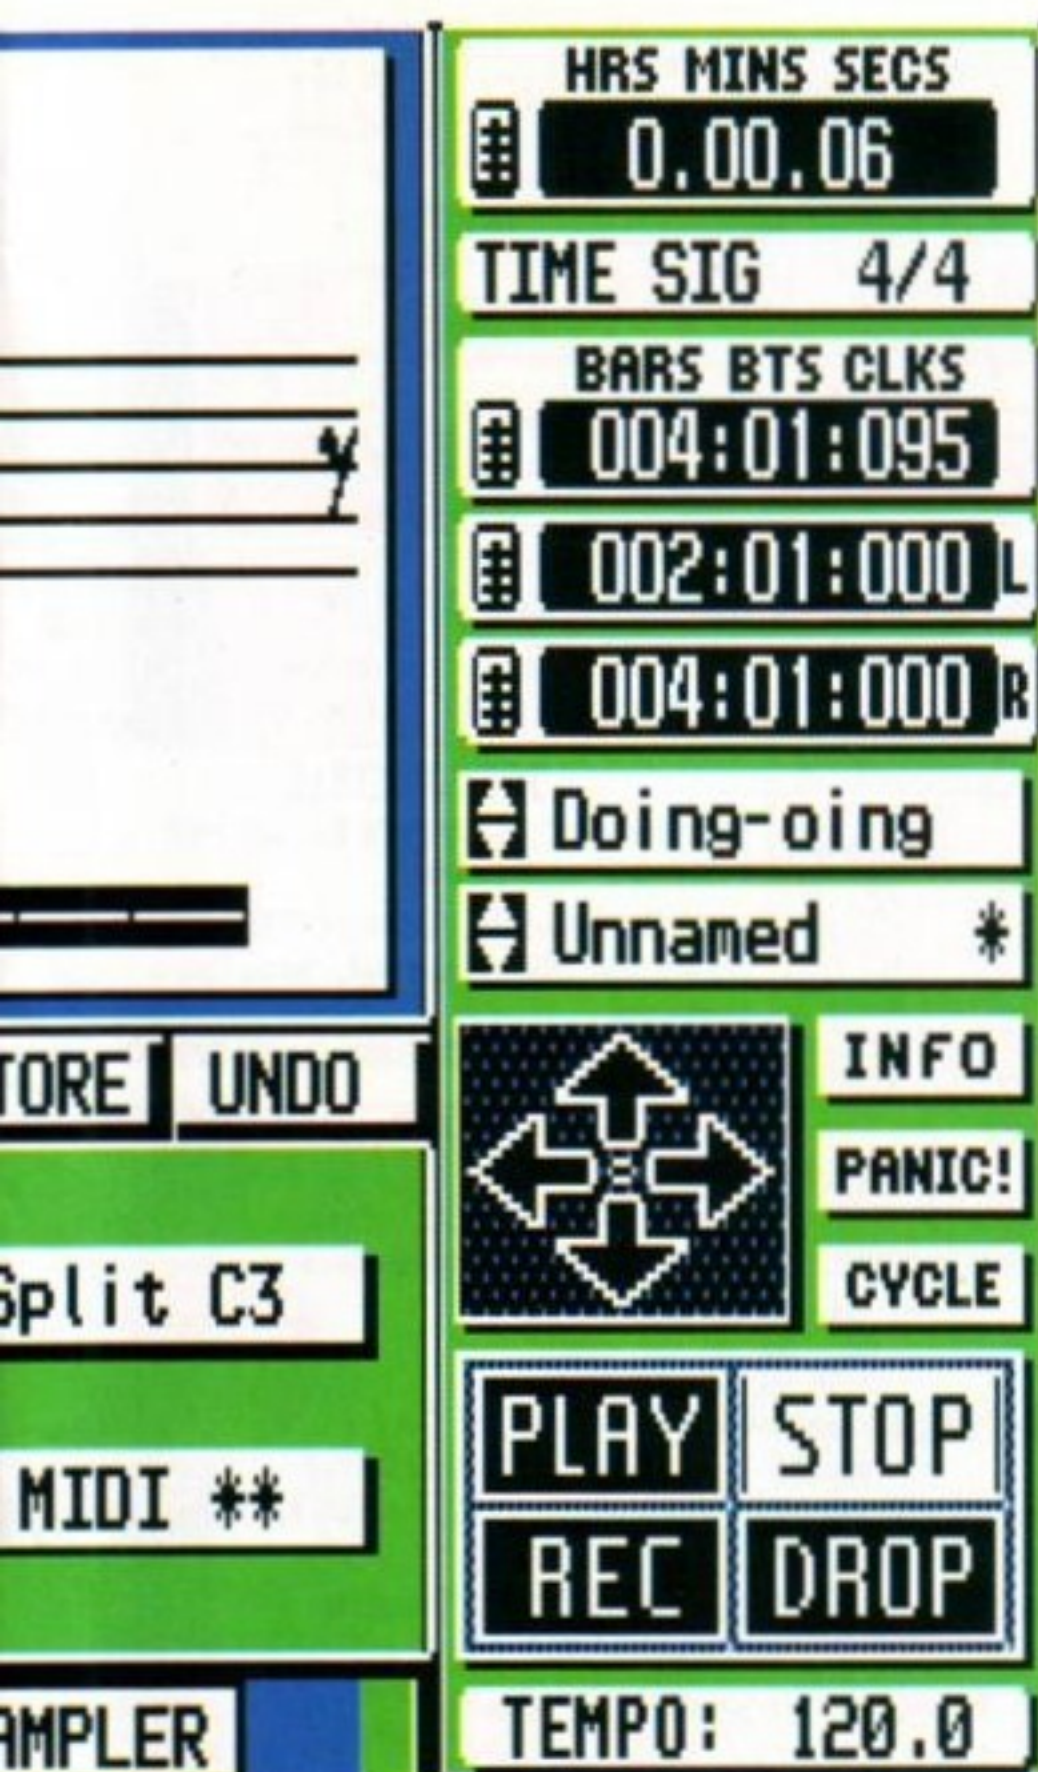 HRS MINS SECS
0.00.06
TIME SIG 4/4
BARS BTS CLKS
004:01:095
002:01:000 L
004:01:000 R
Doing-oing
Unnamed *
TORE UNDO
INFO
PANIC!
CYCLE
Split C3
MIDI **
PLAY STOP
REC DROP
AMPLER
TEMPO: 120.0